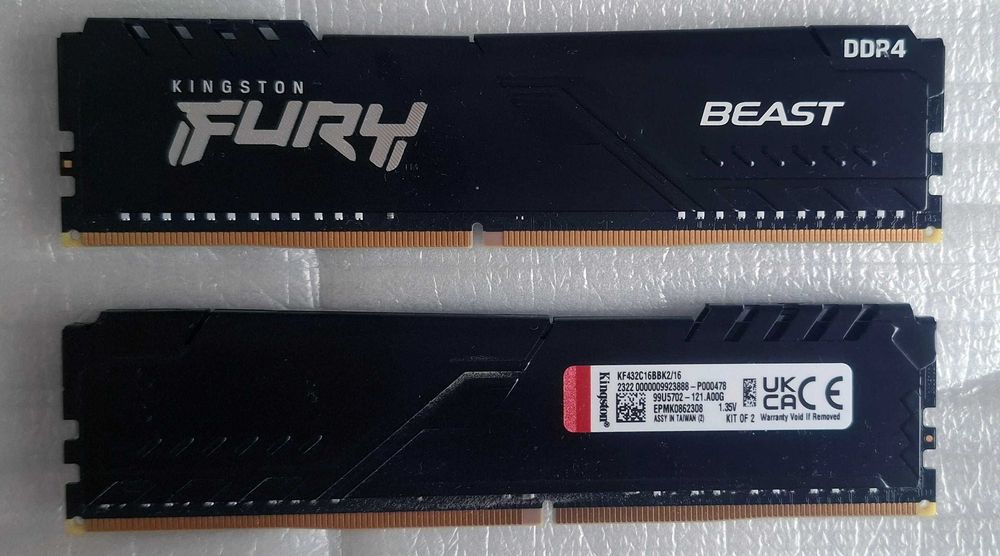 KINGSTON
FURY
DDR4
BEAST
Kingston®
KF432C16BBK2/16
2322 0000009923888-P000478
99U5702-121.A00G
EPMK0862308 1.35V
ASSY IN TAIWAN (2) KIT OF 2
UK
CA CE
Warranty Void If Removed